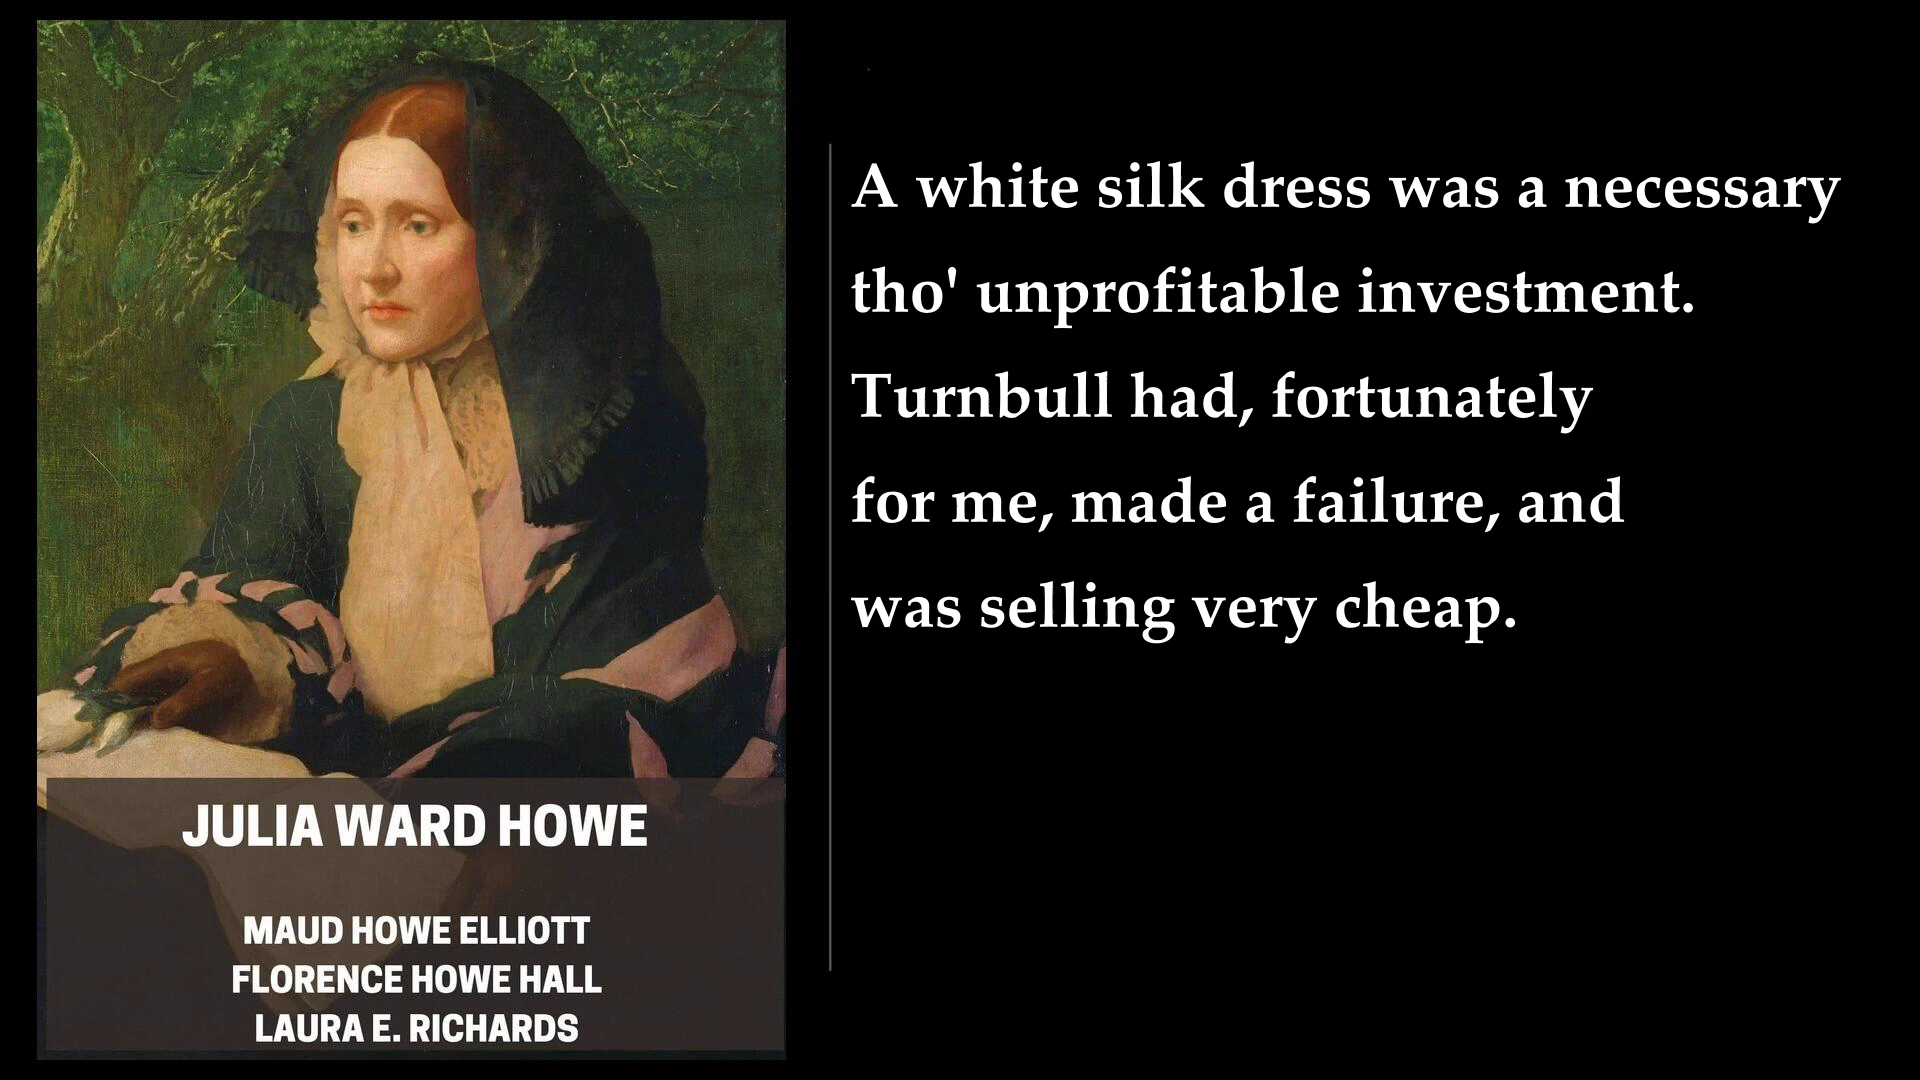 A white silk dress was a necessary
tho' unprofitable investment.
Turnbull had, fortunately
for me, made a failure, and
was selling very cheap.
JULIA WARD HOWE
MAUD HOWE ELLIOTT
FLORENCE HOWE HALL
LAURA E. RICHARDS